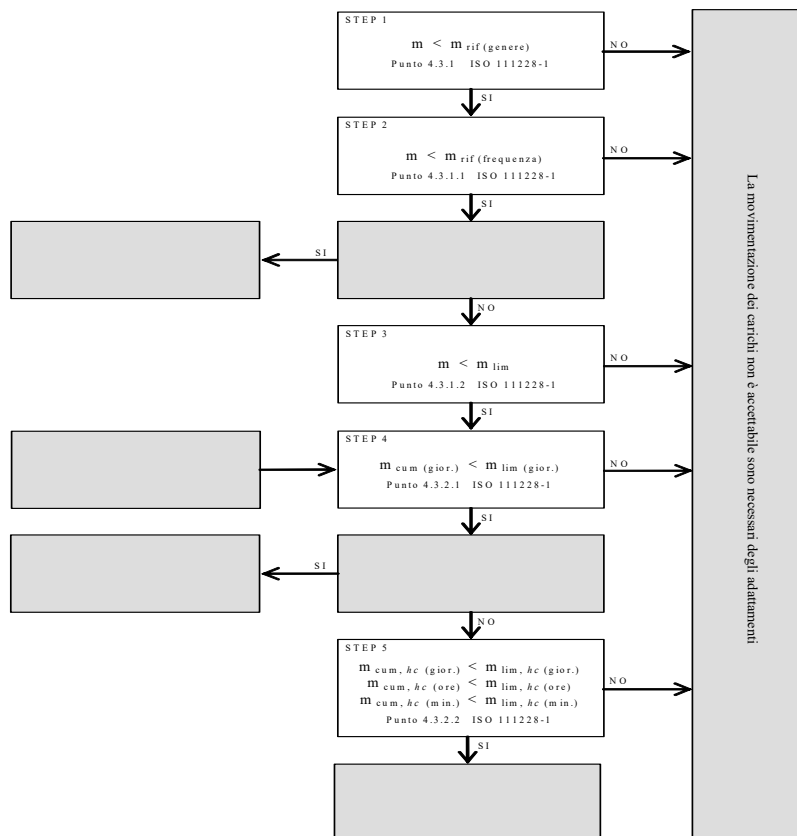 STEP 1
m < m rif (genere)
Punto 4.3.1 ISO 111228-1
NO
SI
STEP 2
m < m rif (frequenza)
Punto 4.3.1.1 ISO 111228-1
NO
SI
SI
NO
STEP 3
m < m lim
Punto 4.3.1.2 ISO 111228-1
NO
SI
STEP 4
m cum (gior.) < m lim (gior.)
Punto 4.3.2.1 ISO 111228-1
NO
SI
SI
NO
STEP 5
m cum, hc (gior.) < m lim, hc (gior.)
m cum, hc (ore) < m lim, hc (ore)
m cum, hc (min.) < m lim, hc (min.)
Punto 4.3.2.2 ISO 111228-1
NO
SI
La movimentazione dei carichi non è accettabile sono necessari degli adattamenti